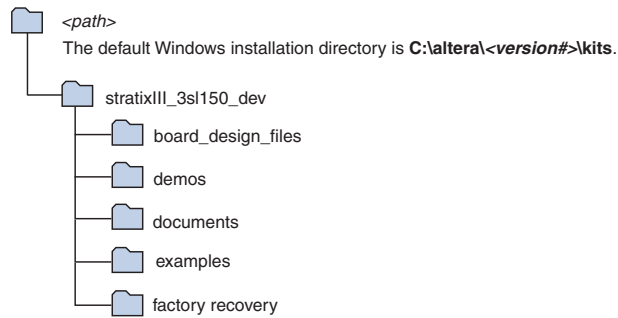 <path>
The default Windows installation directory is C:\altera\<version#>\kits.
stratixIII_3sl150_dev
board_design_files
demos
documents
examples
factory recovery